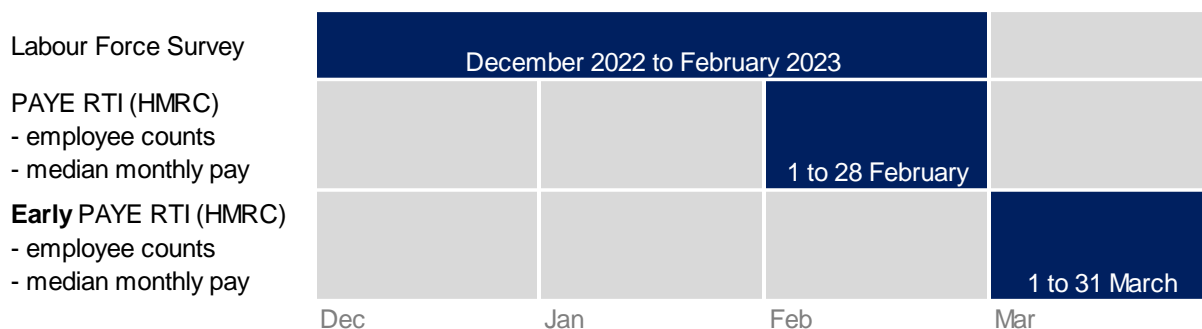 Labour Force Survey
December 2022 to February 2023
PAYE RTI (HMRC)
- employee counts
- median monthly pay
1 to 28 February
Early PAYE RTI (HMRC)
- employee counts
- median monthly pay
1 to 31 March
Dec Jan Feb Mar